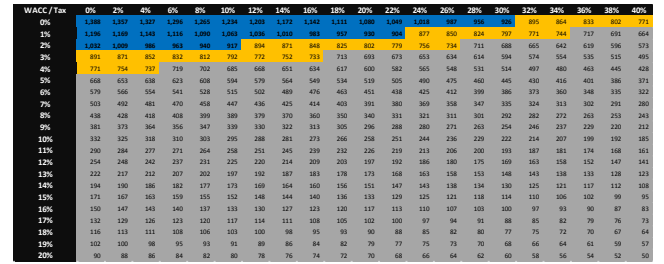 WACC / Tax 0% 2% 4% 6% 8% 10% 12% 14% 16% 18% 20% 22% 24% 26% 28% 30% 32% 34% 36% 38% 40%
0% 1,388 1,357 1,327 1,296 1,265 1,234 1,203 1,172 1,142 1,111 1,080 1,049 1,018 987 956 926 895 864 833 802 771
1% 1,196 1,169 1,143 1,116 1,090 1,063 1,036 1,010 983 957 930 904 877 850 824 797 771 744 717 691 664
2% 1,032 1,009 986 963 940 917 894 871 848 825 802 779 756 734 711 688 665 642 619 596 573
3% 891 871 852 832 812 792 772 752 733 713 693 673 653 634 614 594 574 554 535 515 495
4% 771 754 737 719 702 685 668 651 634 617 600 582 565 548 531 514 497 480 463 445 428
5% 668 653 638 623 608 594 579 564 549 534 519 505 490 475 460 445 430 416 401 386 371
6% 579 566 554 541 528 515 502 489 476 463 451 438 425 412 399 386 373 360 348 335 322
7% 503 492 481 470 458 447 436 425 414 403 391 380 369 358 347 335 324 313 302 291 280
8% 438 428 418 408 399 389 379 370 360 350 340 331 321 311 301 292 282 272 263 253 243
9% 381 373 364 356 347 339 330 322 313 305 296 288 280 271 263 254 246 237 229 220 212
10% 332 325 318 310 303 295 288 281 273 266 258 251 244 236 229 222 214 207 199 192 185
11% 290 284 277 271 264 258 251 245 239 232 226 219 213 206 200 193 187 181 174 168 161
12% 254 248 242 237 231 225 220 214 209 203 197 192 186 180 175 169 163 158 152 147 141
13% 222 217 212 207 202 197 192 187 183 178 173 168 163 158 153 148 143 138 133 128 123
14% 194 190 186 182 177 173 169 164 160 156 151 147 143 138 134 130 125 121 117 112 108
15% 171 167 163 159 155 152 148 144 140 136 133 129 125 121 118 114 110 106 102 99 95
16% 150 147 143 140 137 133 130 127 123 120 117 113 110 107 103 100 97 93 90 87 83
17% 132 129 126 123 120 117 114 111 108 105 102 100 97 94 91 88 85 82 79 76 73
18% 116 113 111 108 106 103 100 98 95 93 90 88 85 82 80 77 75 72 70 67 64
19% 102 100 98 95 93 91 89 86 84 82 79 77 75 73 70 68 66 64 61 59 57
20% 90 88 86 84 82 80 78 76 74 72 70 68 66 64 62 60 58 56 54 52 50